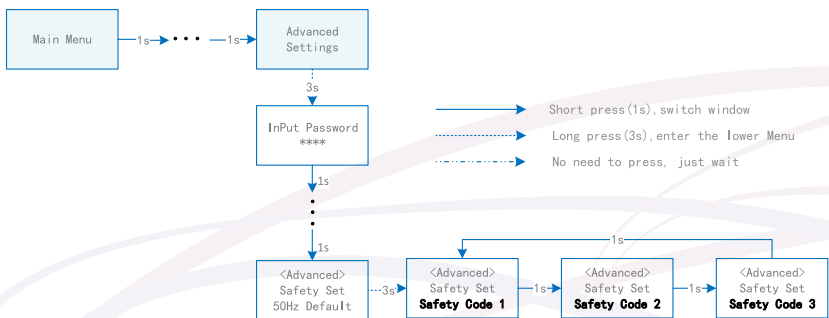 Main Menu
1s
• • •
1s
Advanced
Settings
3s
InPut Password
****
1s
1s
Short press(1s), switch window
Long press(3s), enter the lower Menu
No need to press, just wait
<Advanced>
Safety Set
50Hz Default
3s
<Advanced>
Safety Set
Safety Code 1
1s
<Advanced>
Safety Set
Safety Code 2
1s
<Advanced>
Safety Set
Safety Code 3
1s